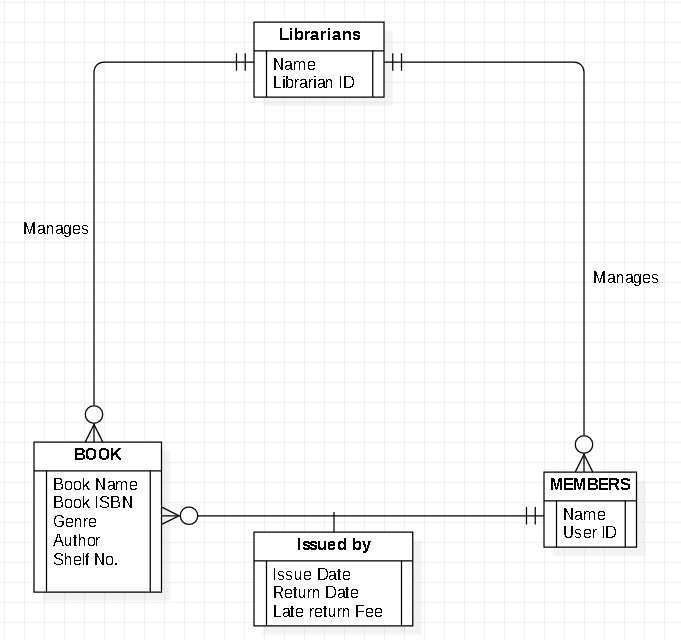 Librarians
Name
Librarian ID
Manages
Manages
BOOK
Book Name
Book ISBN
Genre
Author
Shelf No.
MEMBERS
Name
User ID
Issued by
Issue Date
Return Date
Late return Fee